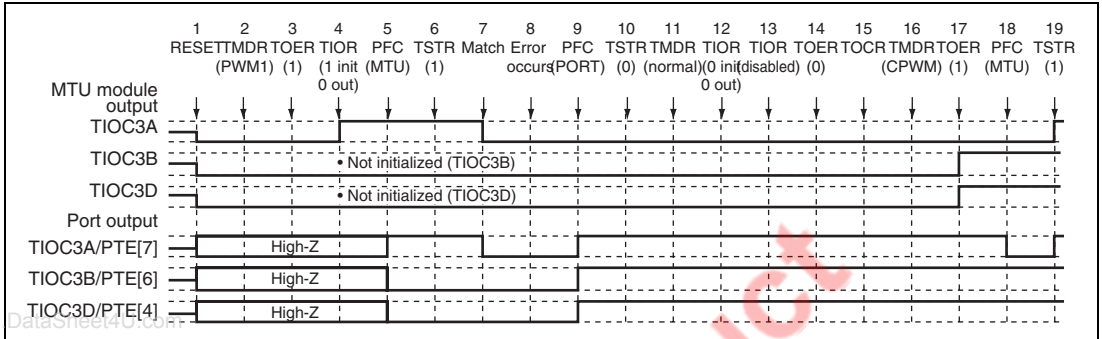 1 2 3 4 5 6 7 8 9 10 11 12 13 14 15 16 17 18 19
RESET TMDR TOER TIOR PFC TSTR Match Error PFC TSTR TMDR TIOR TIOR TOER TOCR TMDR TOER PFC TSTR
(PWM1) (1) (1 init (MTU) (1) occurs (PORT) (0) (normal) (0 init (disabled) (0) (CPWM) (1) (MTU) (1)
0 out) 0 out)
MTU module
output
TIOC3A
TIOC3B • Not initialized (TIOC3B)
TIOC3D • Not initialized (TIOC3D)
Port output
TIOC3A/PTE[7] High-Z
TIOC3B/PTE[6] High-Z
TIOC3D/PTE[4] High-Z
DataSheet4U.com
uct